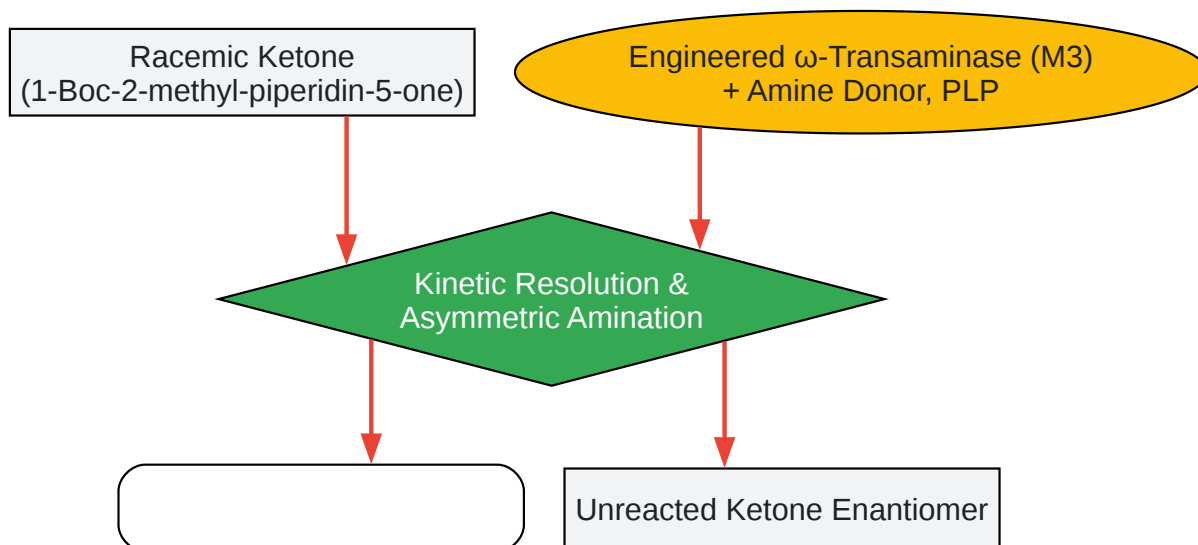 Racemic Ketone
(1-Boc-2-methyl-piperidin-5-one)
Engineered ω-Transaminase (M3)
+ Amine Donor, PLP
Kinetic Resolution &
Asymmetric Amination
Unreacted Ketone Enantiomer